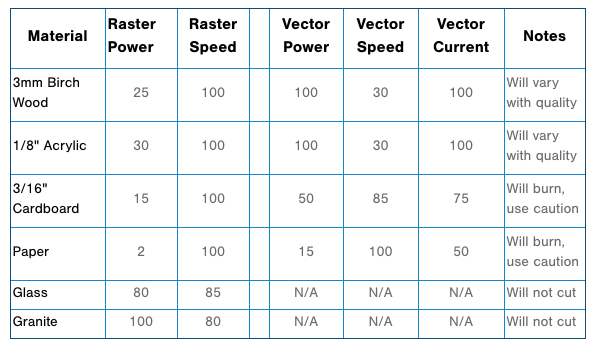 Material Raster Power Raster Speed Vector Power Vector Speed Vector Current Notes
3mm Birch Wood 25 100 100 30 100 Will vary with quality
1/8" Acrylic 30 100 100 30 100 Will vary with quality
3/16" Cardboard 15 100 50 85 75 Will burn, use caution
Paper 2 100 15 100 50 Will burn, use caution
Glass 80 85 N/A N/A N/A Will not cut
Granite 100 80 N/A N/A N/A Will not cut